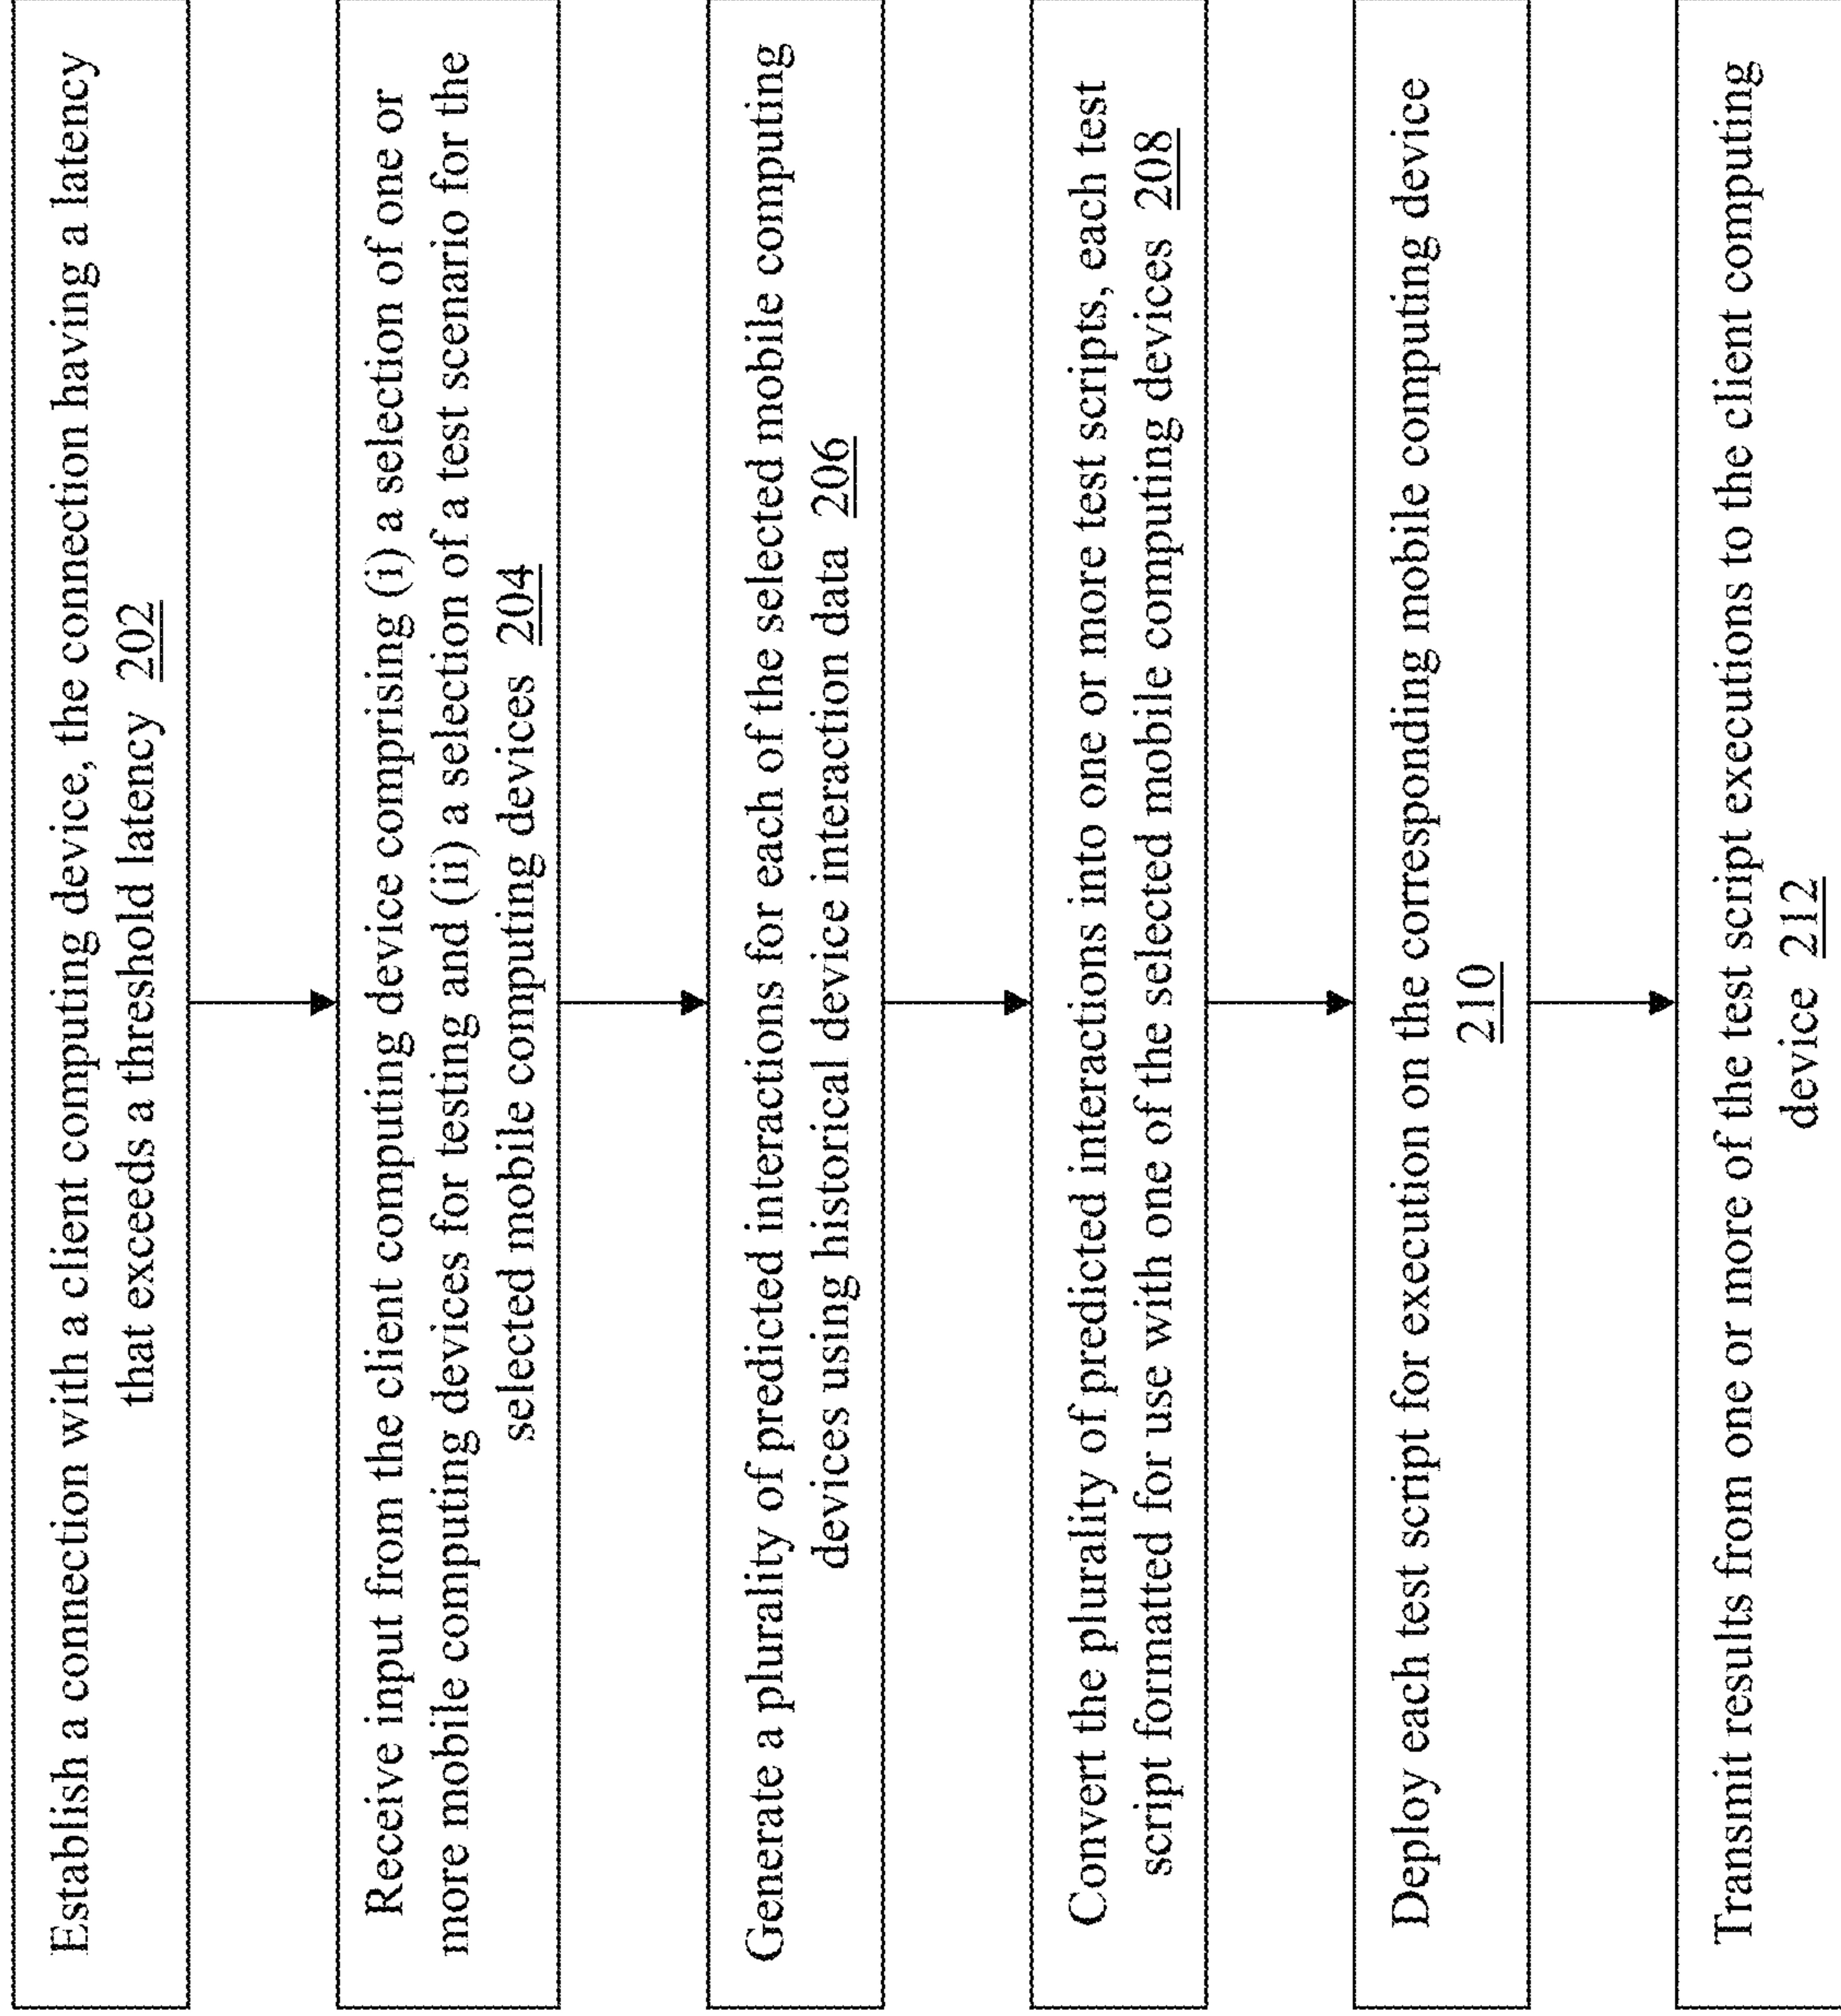 Establish a connection with a client computing device, the connection having a latency
that exceeds a threshold latency 202
Receive input from the client computing device comprising (i) a selection of one or
more mobile computing devices for testing and (ii) a selection of a test scenario for the
selected mobile computing devices 204
Generate a plurality of predicted interactions for each of the selected mobile computing
devices using historical device interaction data 206
Convert the plurality of predicted interactions into one or more test scripts, each test
script formatted for use with one of the selected mobile computing devices 208
Deploy each test script for execution on the corresponding mobile computing device
210
Transmit results from one or more of the test script executions to the client computing
device 212